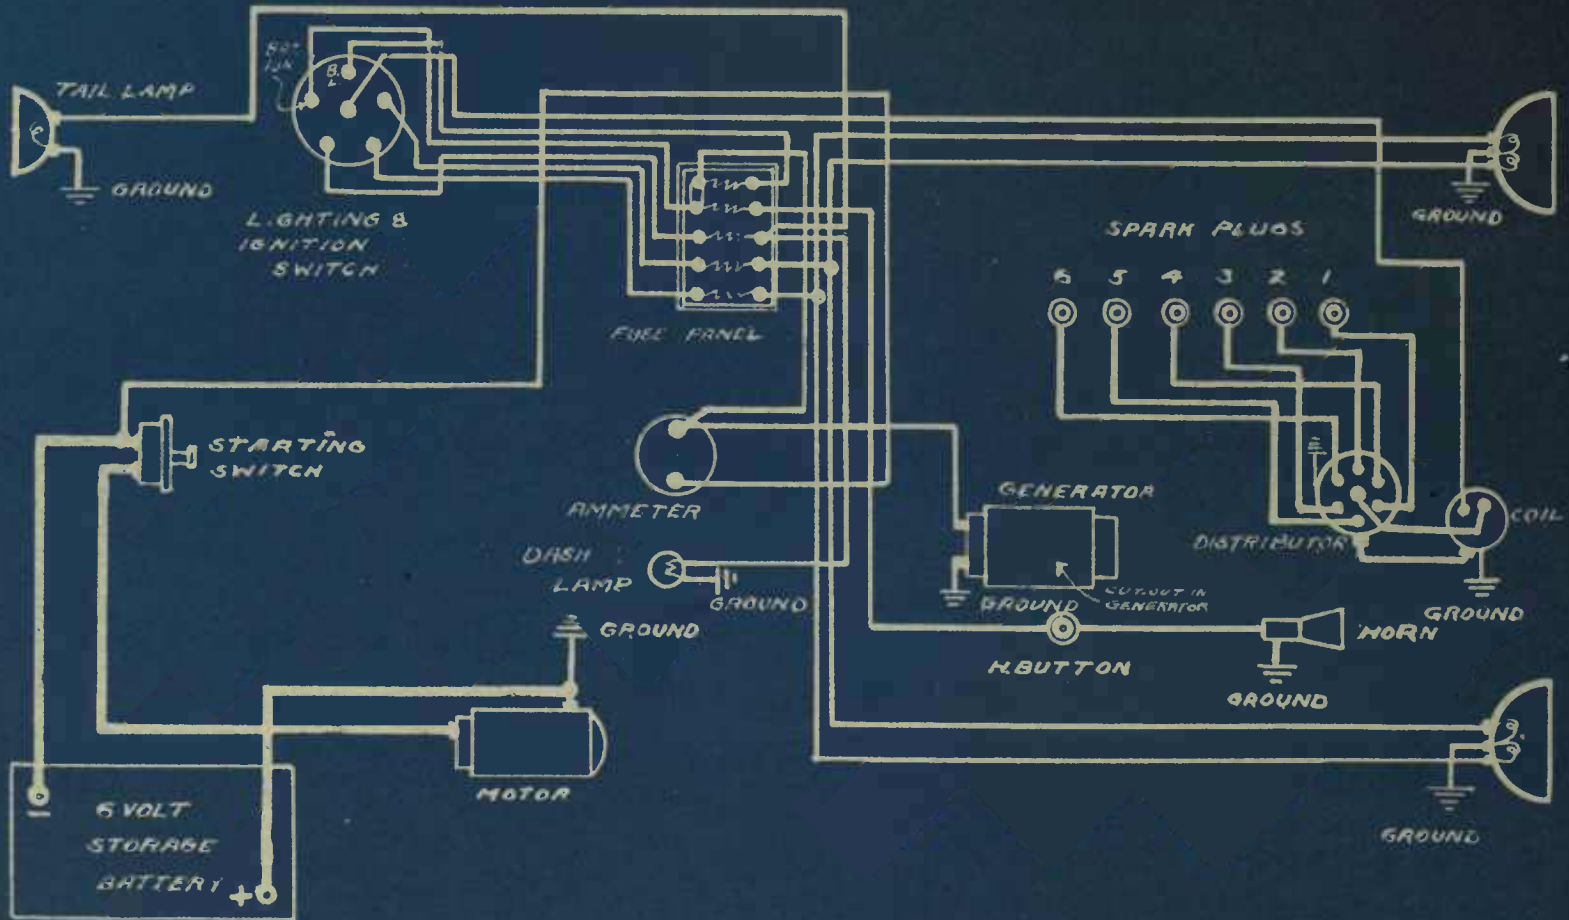 TAIL LAMP
GROUND
B.
L.
LIGHTING &
IGNITION
SWITCH
FUSE PANEL
GROUND
SPARK PLUGS
6 5 4 3 2 1
STARTING
SWITCH
AMMETER
GENERATOR
DISTRIBUTOR
COIL
DASH
LAMP
GROUND
GROUND
CUT.OUT IN
GENERATOR
GROUND
GROUND
H.BUTTON
HORN
GROUND
MOTOR
6 VOLT
STORAGE
BATTERY
-
+
GROUND